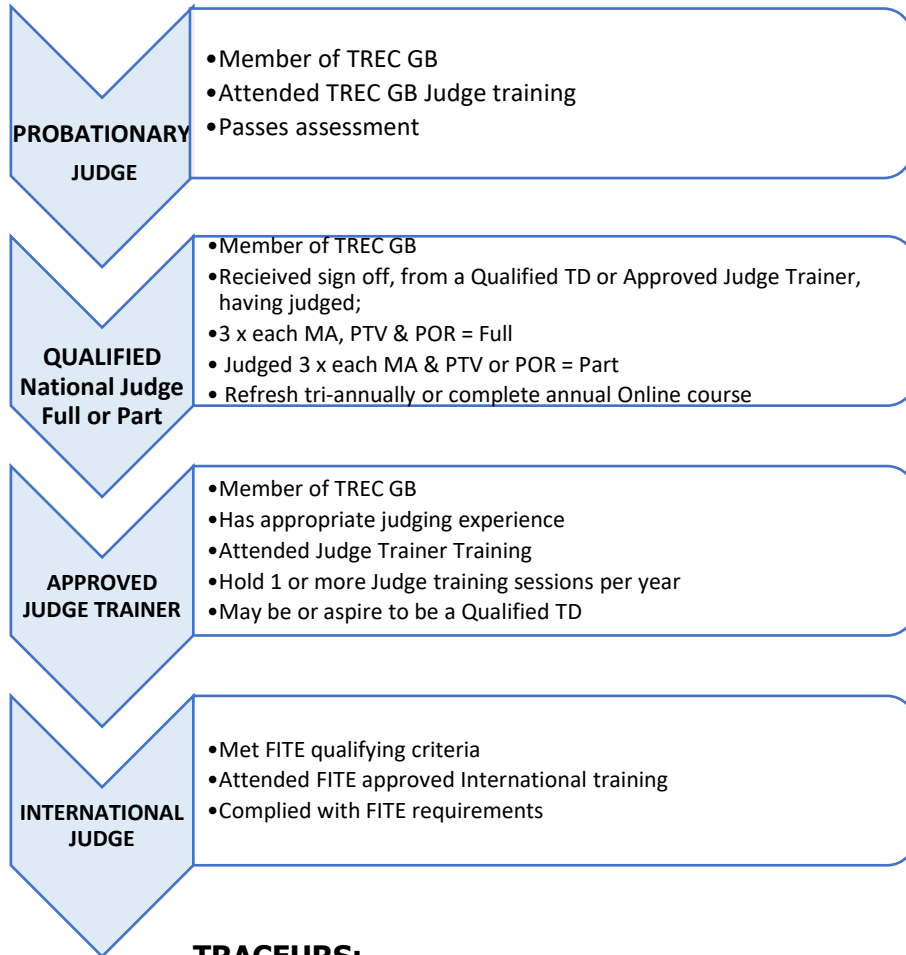 PROBATIONARY
JUDGE
•Member of TREC GB
•Attended TREC GB Judge training
•Passes assessment
QUALIFIED
National Judge
Full or Part
•Member of TREC GB
•Recieived sign off, from a Qualified TD or Approved Judge Trainer,
having judged;
•3 x each MA, PTV & POR = Full
• Judged 3 x each MA & PTV or POR = Part
• Refresh tri-annually or complete annual Online course
APPROVED
JUDGE TRAINER
•Member of TREC GB
•Has appropriate judging experience
•Attended Judge Trainer Training
•Hold 1 or more Judge training sessions per year
•May be or aspire to be a Qualified TD
INTERNATIONAL
JUDGE
•Met FITE qualifying criteria
•Attended FITE approved International training
•Complied with FITE requirements
TRACEURS: